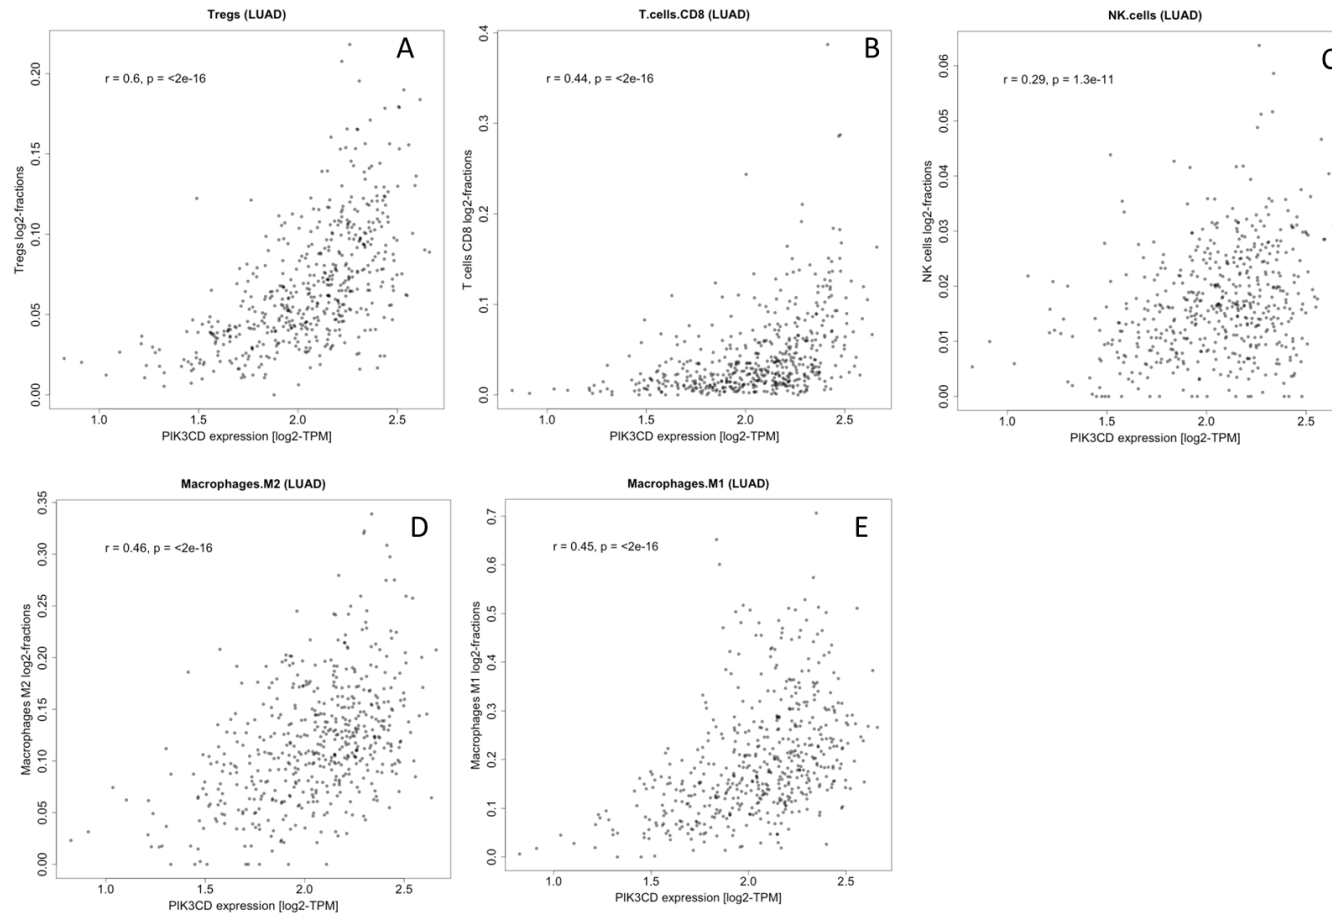 Tregs (LUAD)
A
r = 0.6, p = <2e-16
Tregs log2-fractions
0.20
0.15
0.10
0.05
0.00
1.0 1.5 2.0 2.5
PIK3CD expression [log2-TPM]
T.cells.CD8 (LUAD)
B
r = 0.44, p = <2e-16
T cells CD8 log2-fractions
0.4
0.3
0.2
0.1
0.0
1.0 1.5 2.0 2.5
PIK3CD expression [log2-TPM]
NK.cells (LUAD)
C
r = 0.29, p = 1.3e-11
NK cells log2-fractions
0.06
0.05
0.04
0.03
0.02
0.01
0.00
1.0 1.5 2.0 2.5
PIK3CD expression [log2-TPM]
Macrophages.M2 (LUAD)
D
r = 0.46, p = <2e-16
Macrophages M2 log2-fractions
0.35
0.30
0.25
0.20
0.15
0.10
0.05
0.00
1.0 1.5 2.0 2.5
PIK3CD expression [log2-TPM]
Macrophages.M1 (LUAD)
E
r = 0.45, p = <2e-16
Macrophages M1 log2-fractions
0.7
0.6
0.5
0.4
0.3
0.2
0.1
0.0
1.0 1.5 2.0 2.5
PIK3CD expression [log2-TPM]